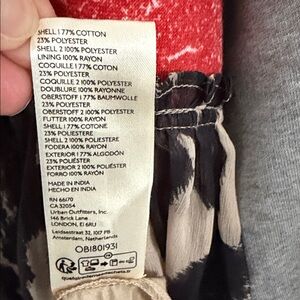 SHELL 1 77% COTTON
23% POLYESTER
SHELL 2 100% POLYESTER
LINING 100% RAYON
COQUILLE 1 77% COTON
23% POLYESTER
COQUILLE 2 100% POLYESTER
DOUBLURE 100% RAYONNE
OBERSTOFF 1 77% BAUMWOLLE
23% POLYESTER
OBERSTOFF 2 100% POLYESTER
FUTTER 100% RAYON
SHELL 1 77% COTONE
23% POLIESTERE
SHELL 2 100% POLIESTERE
FODERA 100% RAYON
EXTERIOR 1 77% ALGODÓN
23% POLIÉSTER
EXTERIOR 2 100% POLIÉSTER
FORRO 100% RAYÓN
MADE IN INDIA
HECHO EN INDIA
RN 66170
CA 32054
Urban Outfitters, Inc.
146 Brick Lane
LONDON, E1 6RU
Leidsestraat 32, 1017 PB
Amsterdam, Netherlands
OB1801931